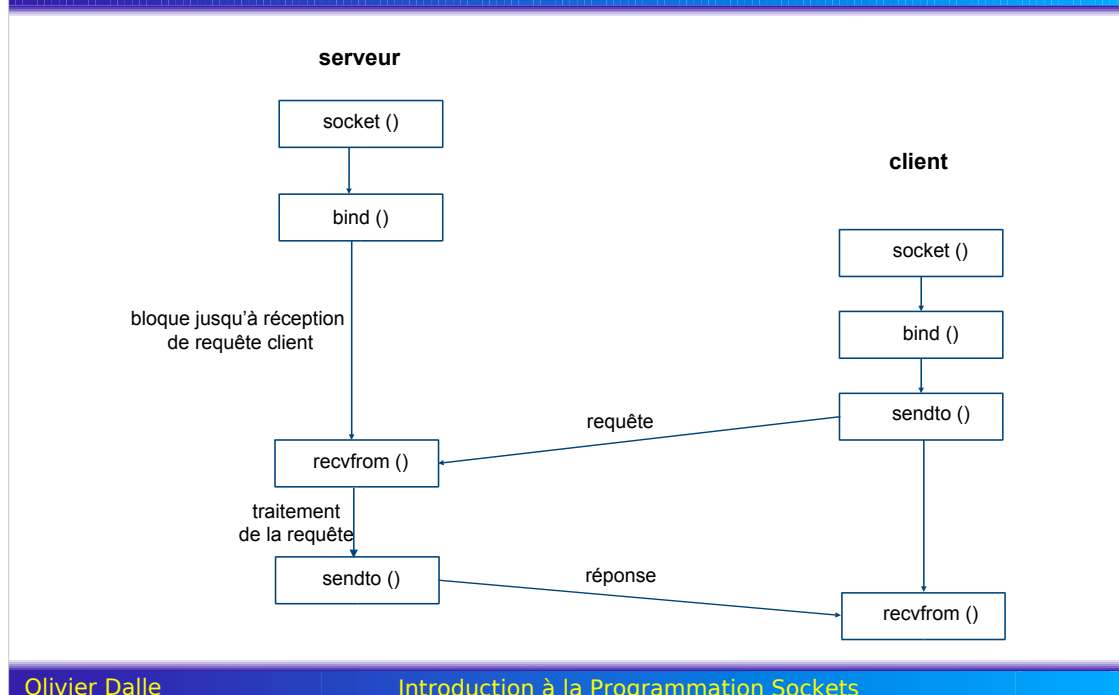 serveur
socket ()
client
bind ()
socket ()
bloque jusqu'à réception
de requête client
bind ()
sendto ()
requête
recvfrom ()
traitement
de la requête
sendto ()
réponse
recvfrom ()
Olivier Dalle
Introduction à la Programmation Sockets